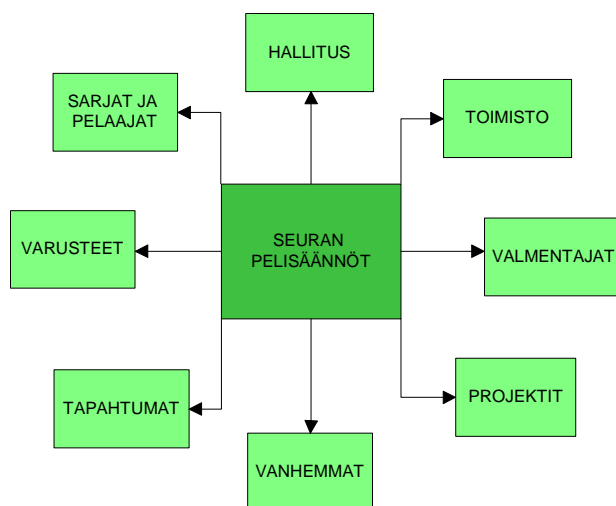 HALLITUS
SARJAT JA
PELAAJAT
TOIMISTO
VARUSTEET
SEURAN
PELISÄÄNNÖT
VALMENTAJAT
TAPAHTUMAT
PROJEKTIT
VANHEMMAT